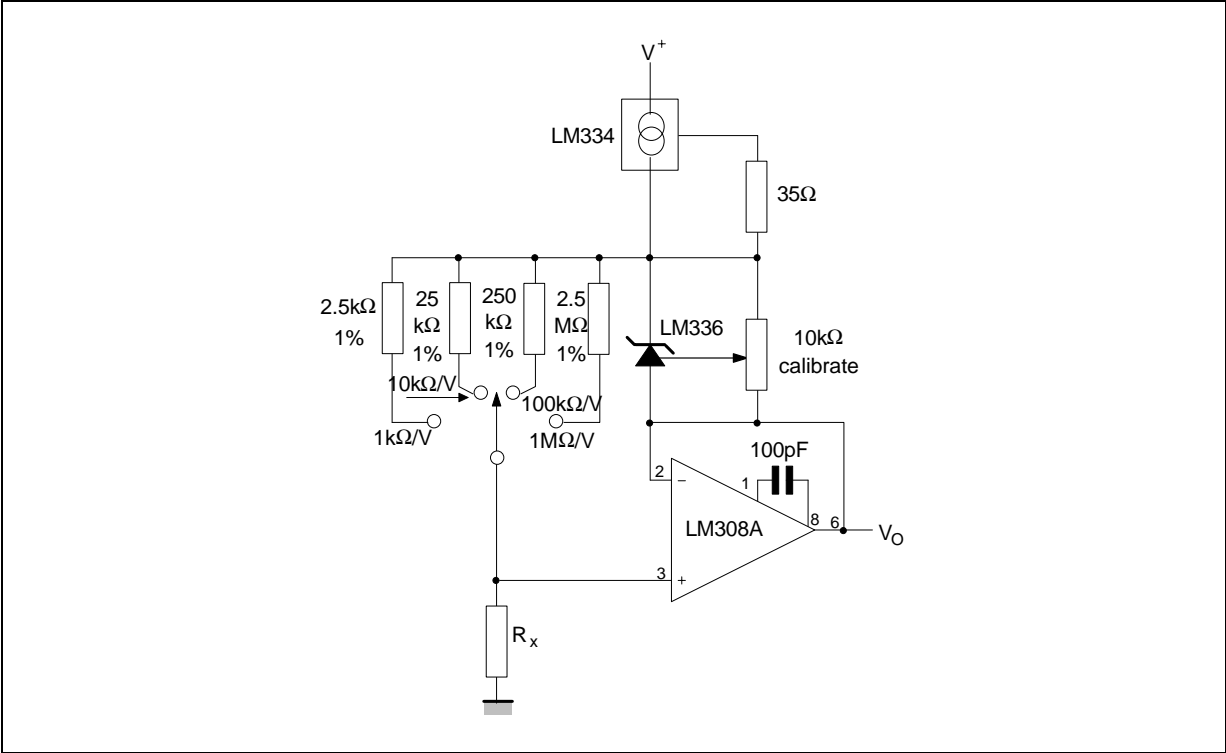 V+
LM334
35Ω
2.5kΩ
1%
25
kΩ
1%
250
kΩ
1%
2.5
MΩ
1%
LM336
10kΩ
calibrate
10kΩ/V
100kΩ/V
1kΩ/V
1MΩ/V
100pF
2
−
1
LM308A
8
6
VO
3
+
Rx